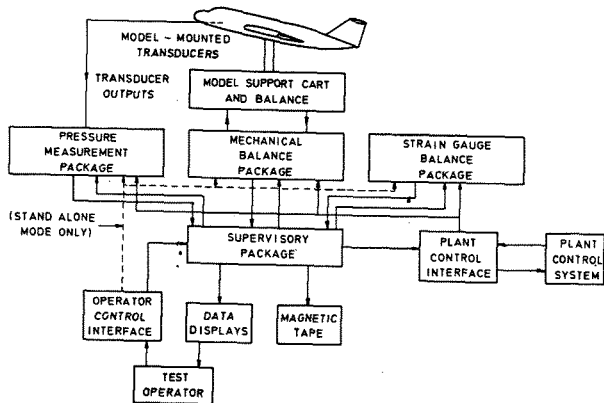 MODEL - MOUNTED
TRANSDUCERS
TRANSDUCER
OUTPUTS
MODEL SUPPORT CART
AND BALANCE
PRESSURE
MEASUREMENT
PACKAGE
MECHANICAL
BALANCE
PACKAGE
STRAIN GAUGE
BALANCE
PACKAGE
(STAND ALONE
MODE ONLY)
SUPERVISORY
PACKAGE
PLANT
CONTROL
INTERFACE
PLANT
CONTROL
SYSTEM
OPERATOR
CONTROL
INTERFACE
DATA
DISPLAYS
MAGNETIC
TAPE
TEST
OPERATOR